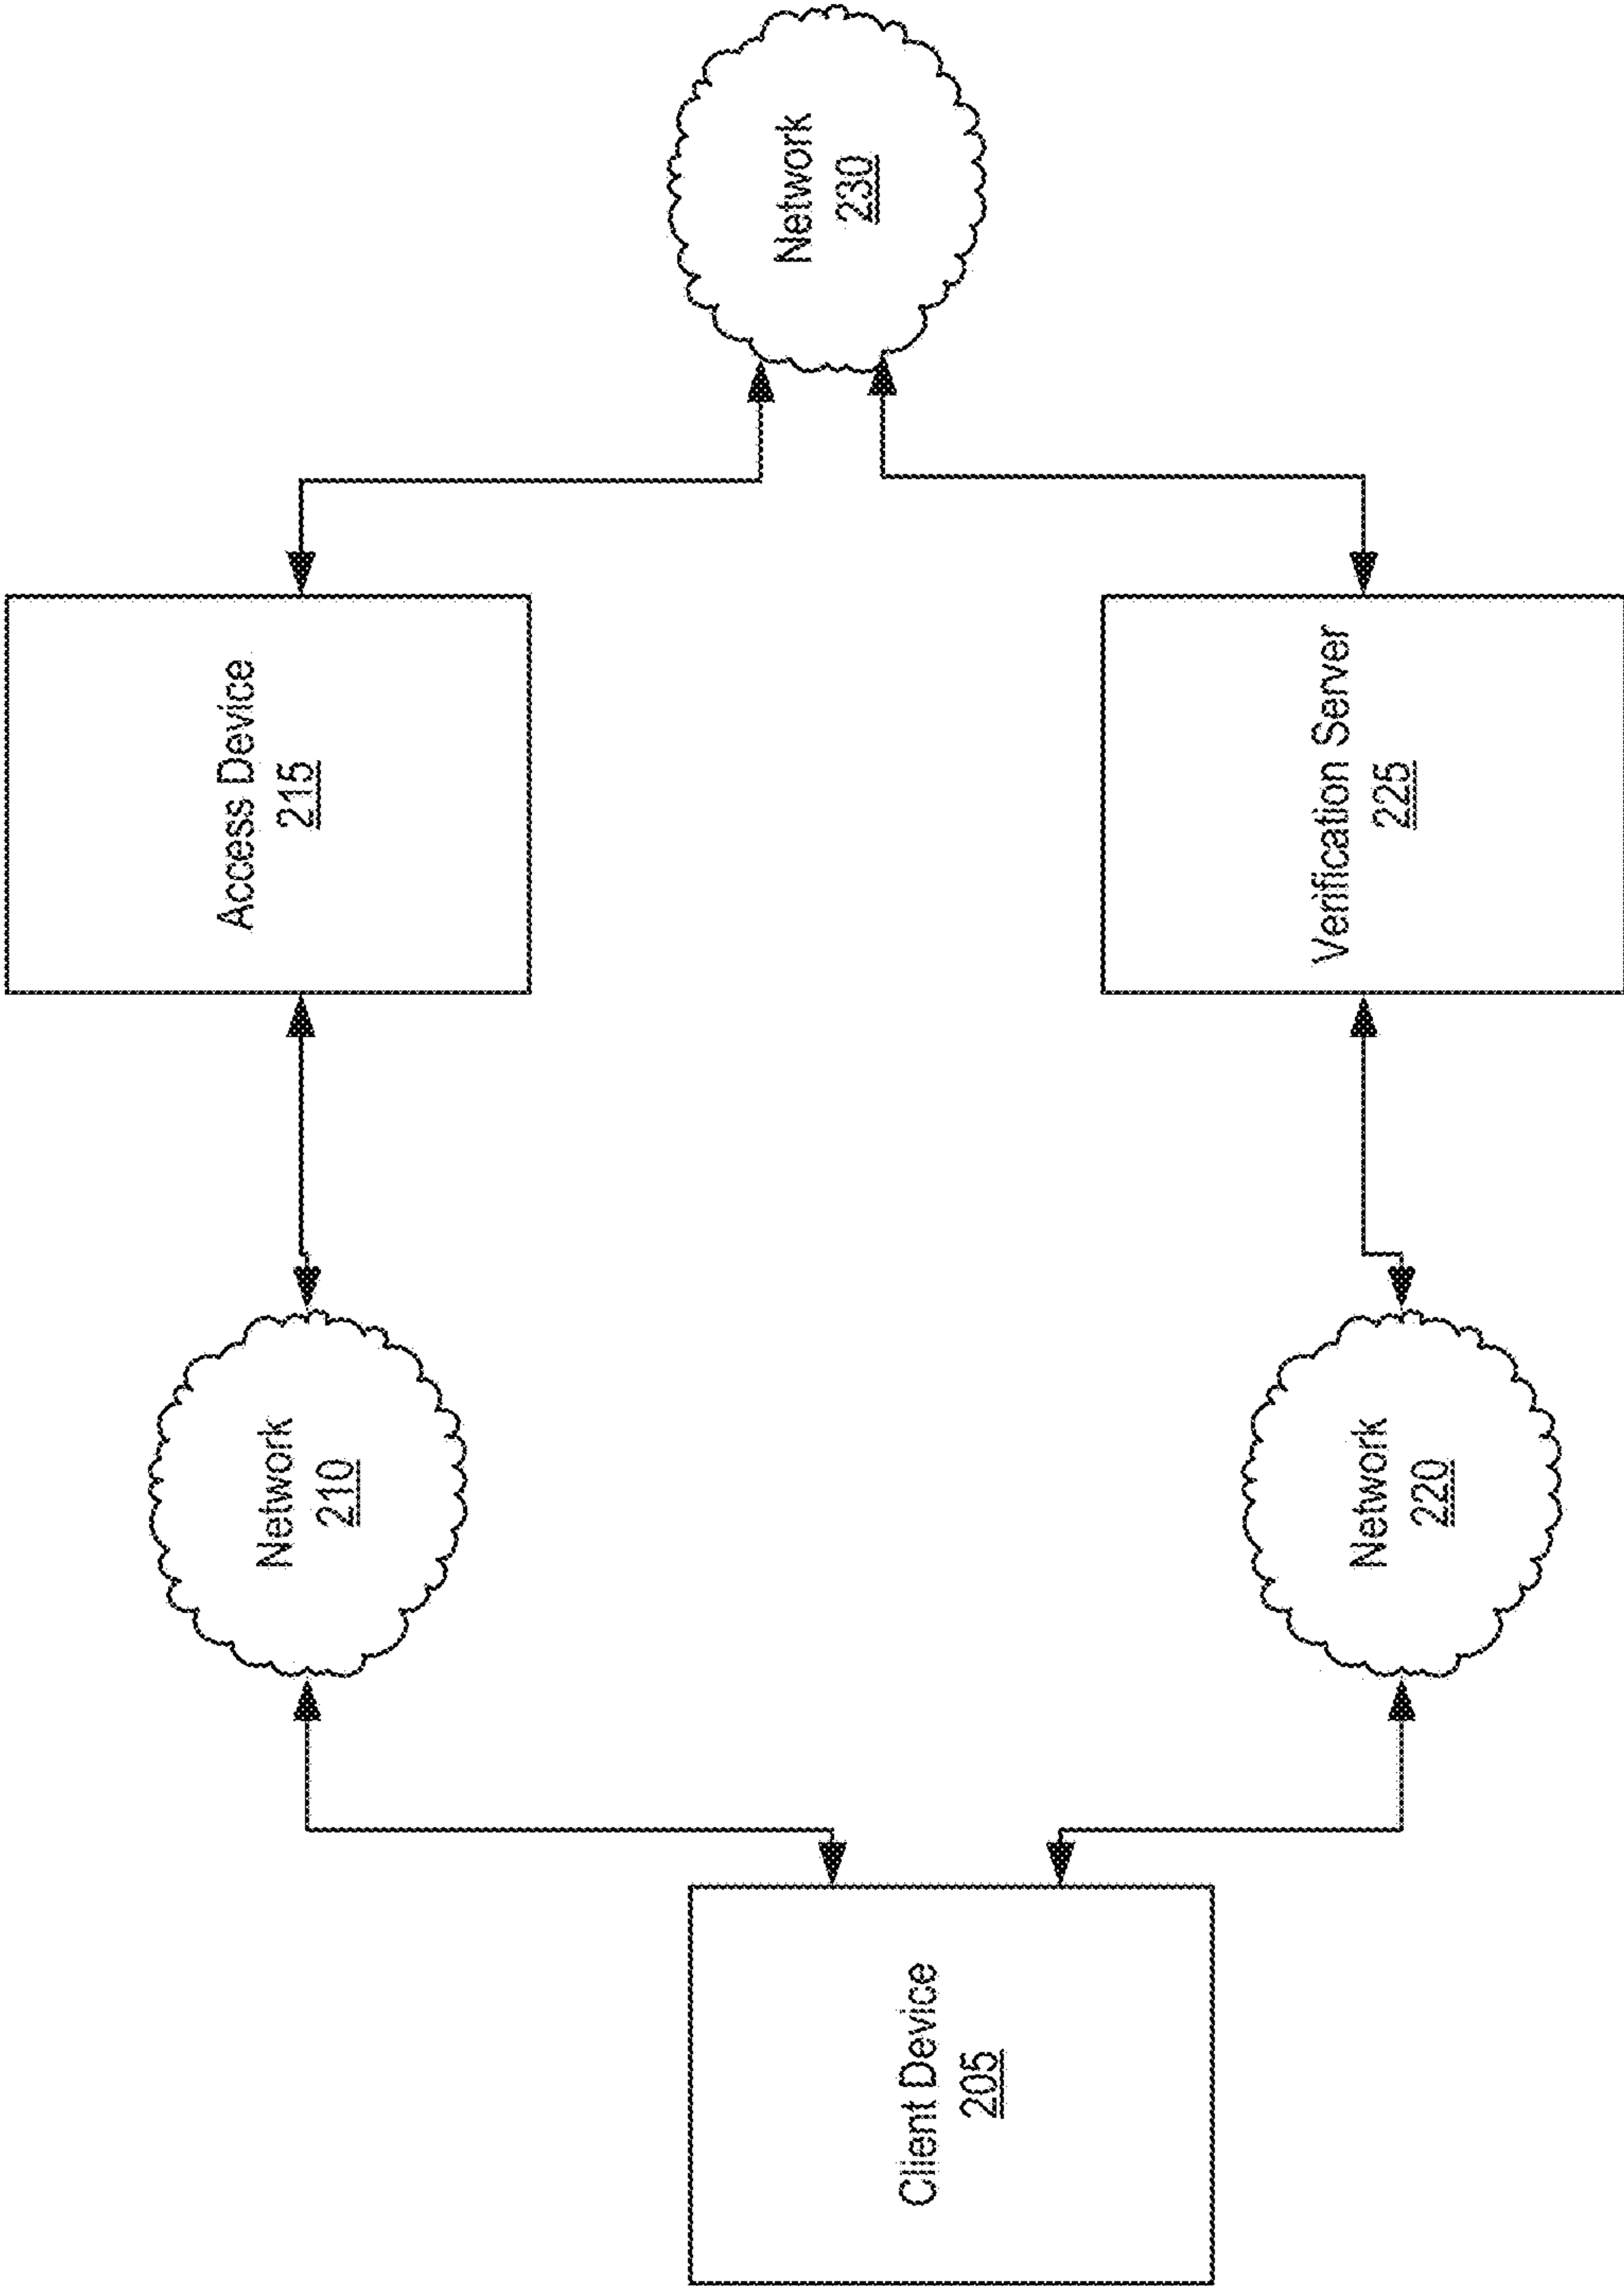 Client Device
205
Network
210
Access Device
215
Network
220
Verification Server
225
Network
230